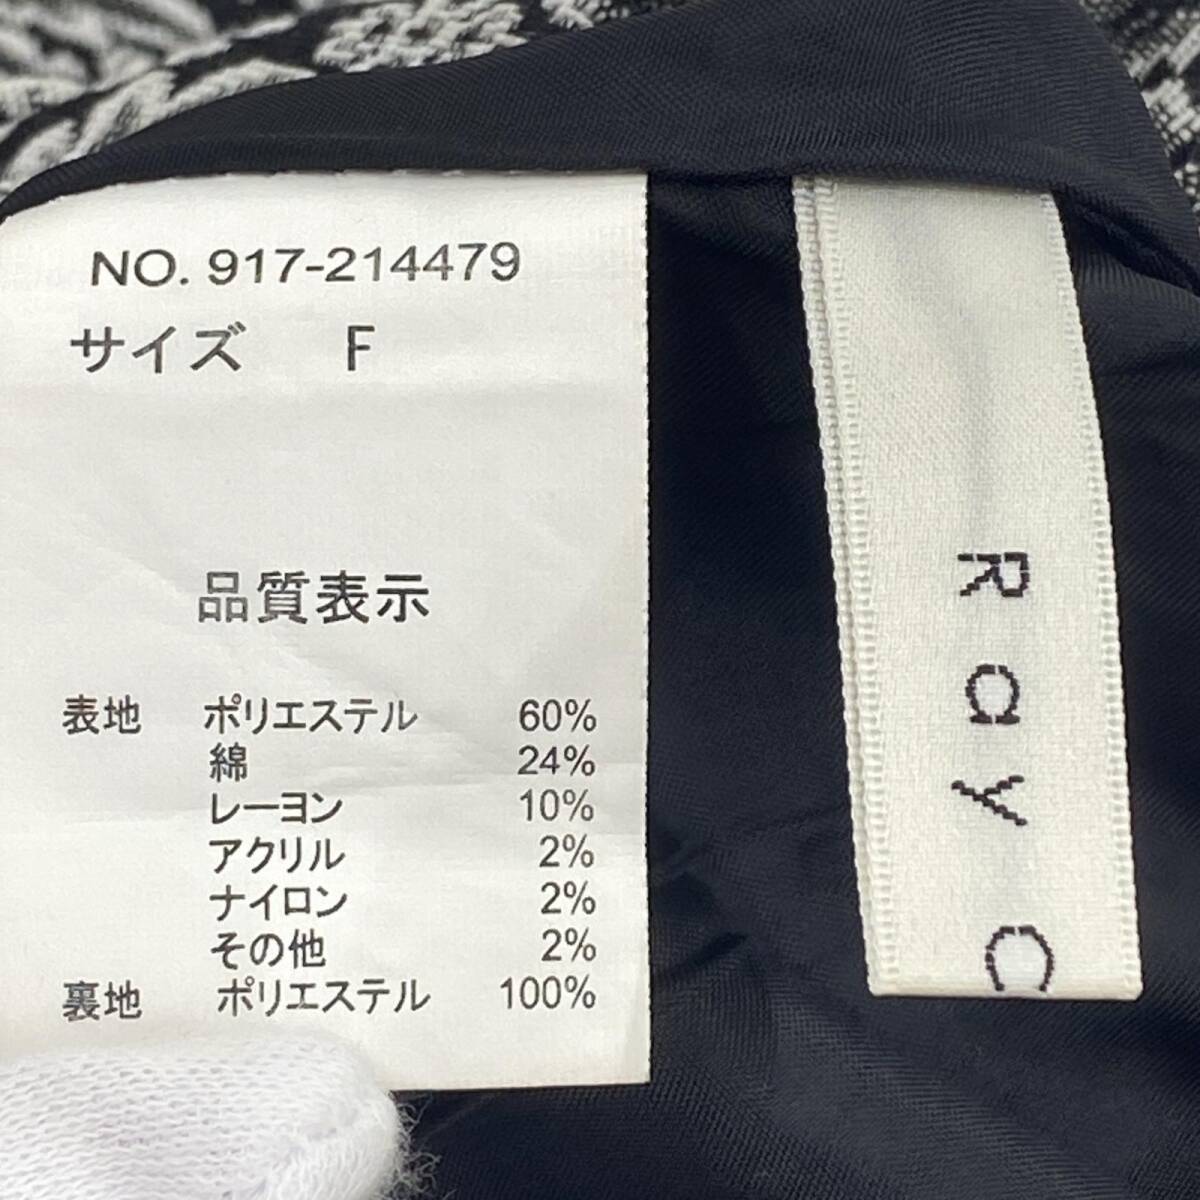 NO. 917-214479
サイズ F
品質表示
表地 ポリエステル 60%
綿 24%
レーヨン 10%
アクリル 2%
ナイロン 2%
その他 2%
裏地 ポリエステル 100%
Ray C